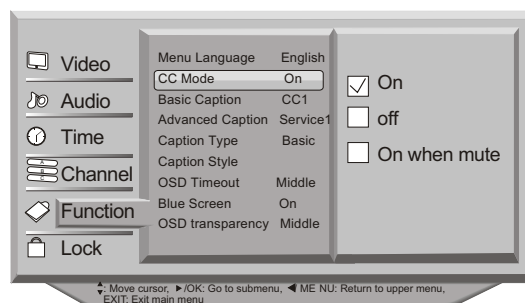 Video
Audio
Time
Channel
Function
Lock
Menu Language English
CC Mode On
Basic Caption CC1
Advanced Caption Service1
Caption Type Basic
Caption Style
OSD Timeout Middle
Blue Screen On
OSD transparency Middle
On
off
On when mute
: Move cursor, ▶/OK: Go to submenu, ◀/ ME NU: Return to upper menu,
EXIT: Exit main menu